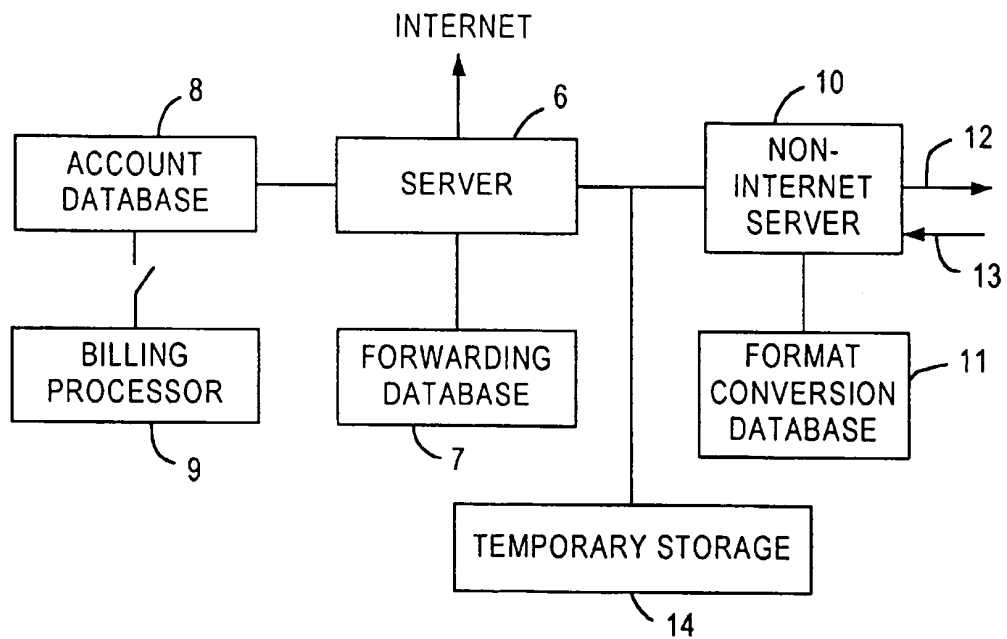 INTERNET
8
6
10
ACCOUNT
DATABASE
SERVER
NON-
INTERNET
SERVER
12
13
BILLING
PROCESSOR
9
FORWARDING
DATABASE
7
FORMAT
CONVERSION
DATABASE
11
TEMPORARY STORAGE
14